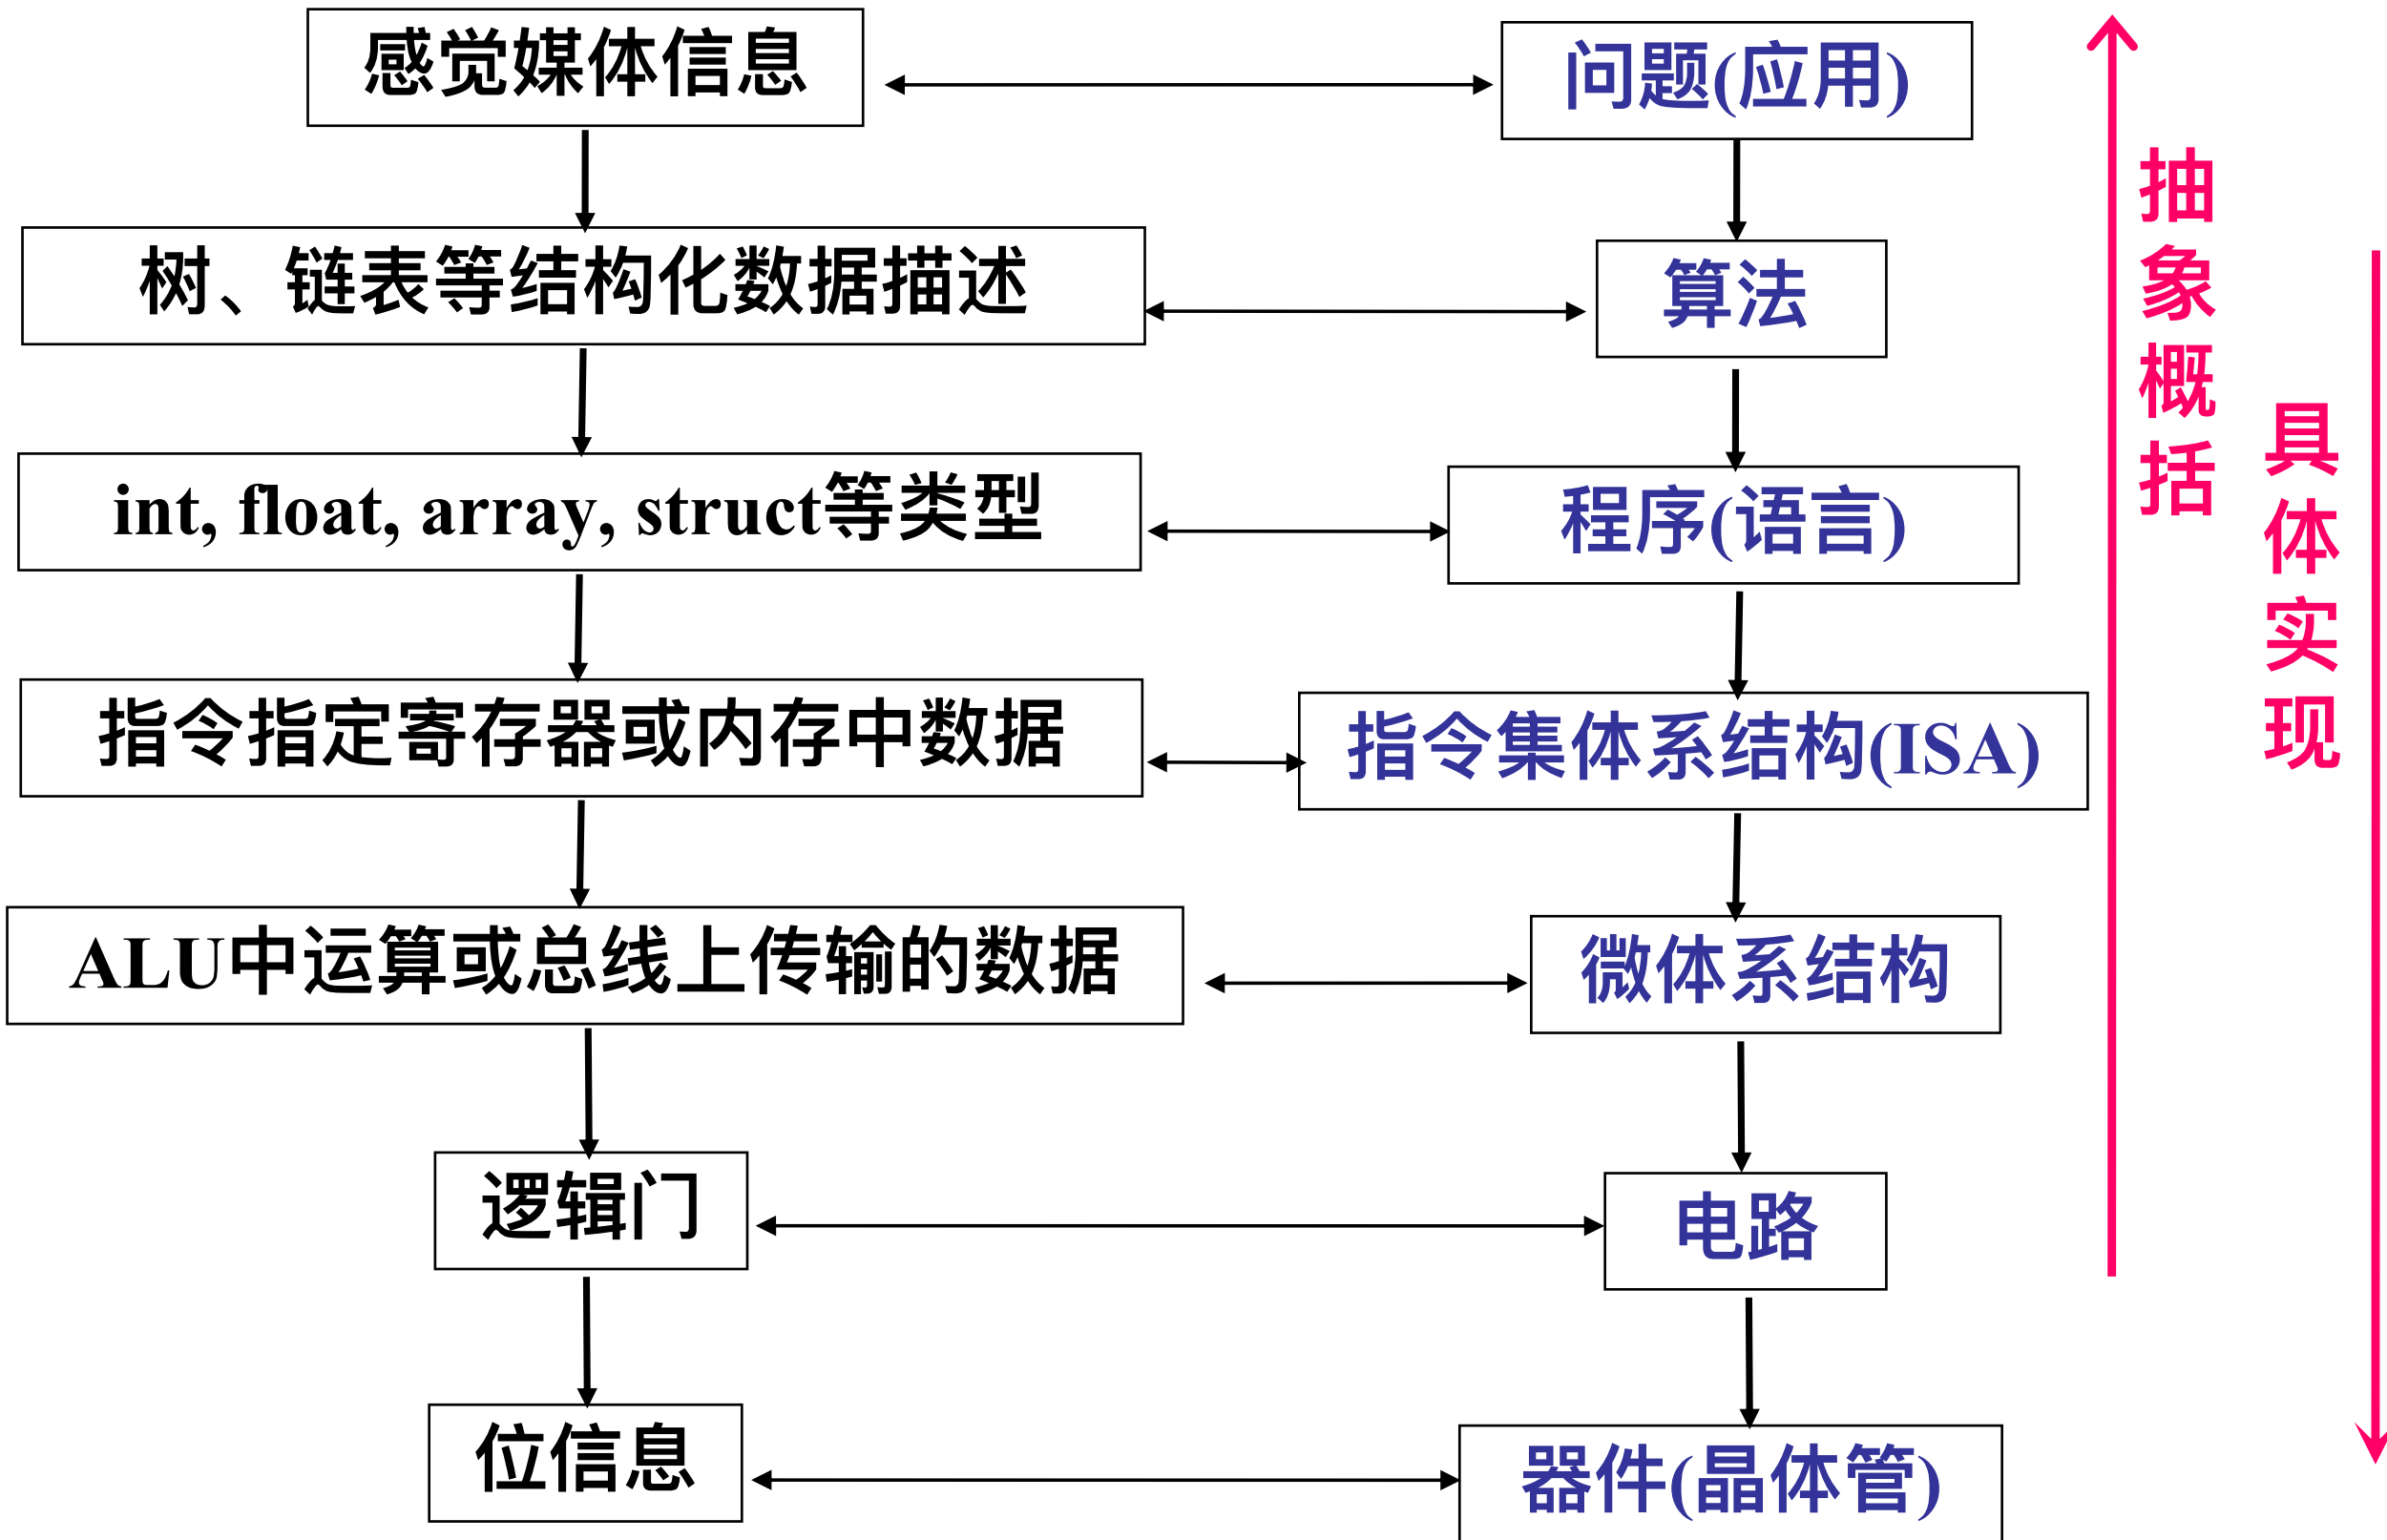 感觉媒体信息
问题(应用)
树、链表等结构化数据描述
算法
int, float, array, struct等类型
程序(语言)
指令指定寄存器或内存中数据
指令集体系结构(ISA)
ALU中运算或总线上传输的数据
微体系结构
逻辑门
电路
位信息
器件(晶体管)
抽象概括
具体实现